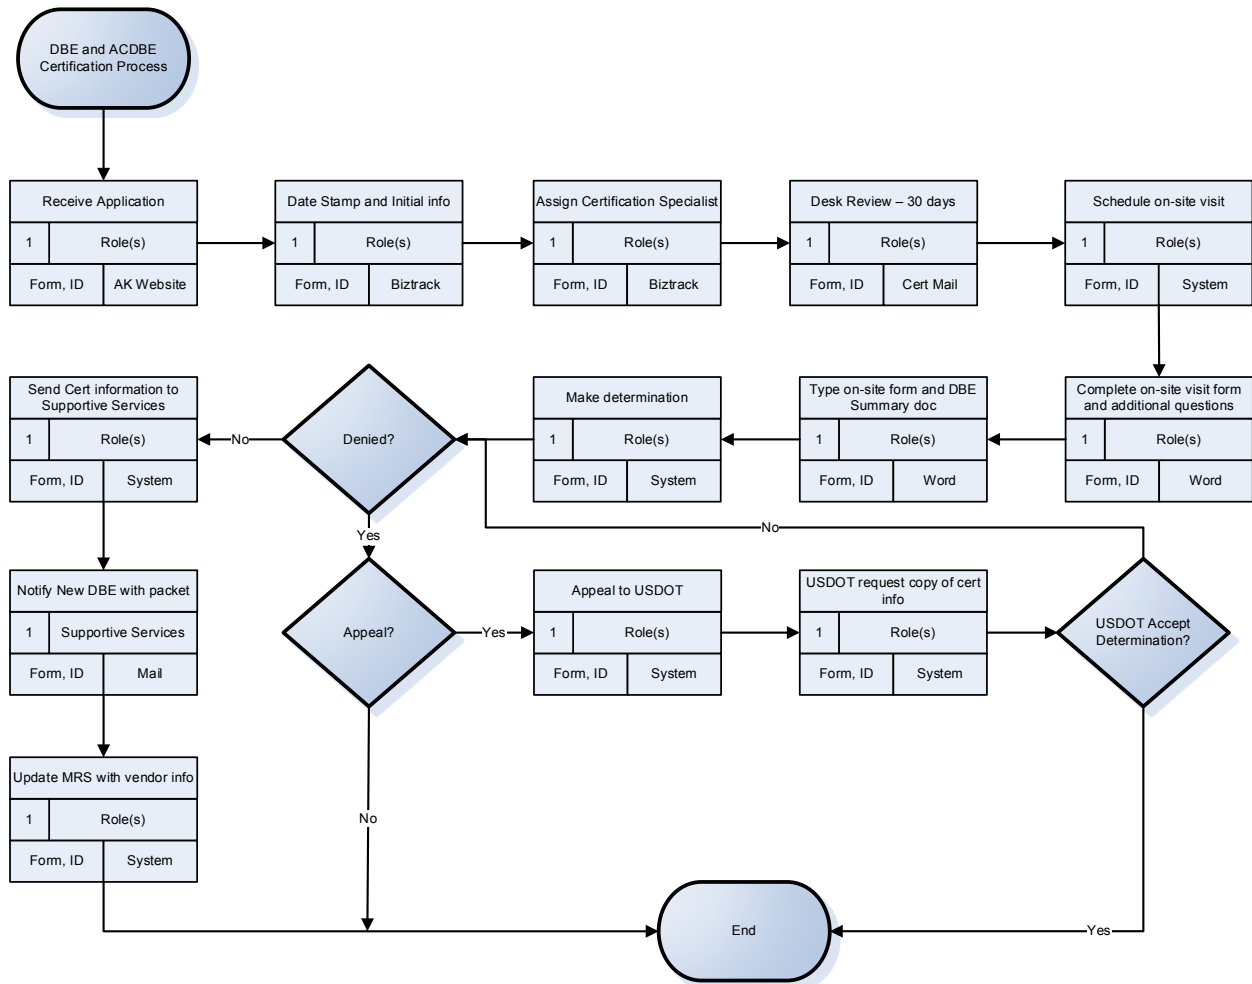 DBE and ACDBE
Certification Process
Receive Application
1
Role(s)
Form, ID
AK Website
Date Stamp and Initial info
1
Role(s)
Form, ID
Biztrack
Assign Certification Specialist
1
Role(s)
Form, ID
Biztrack
Desk Review – 30 days
1
Role(s)
Form, ID
Cert Mail
Schedule on-site visit
1
Role(s)
Form, ID
System
Send Cert information to
Supportive Services
1
Role(s)
Form, ID
System
No
Denied?
Yes
Make determination
1
Role(s)
Form, ID
System
Type on-site form and DBE
Summary doc
1
Role(s)
Form, ID
Word
Complete on-site visit form
and additional questions
1
Role(s)
Form, ID
Word
No
Notify New DBE with packet
1
Supportive Services
Form, ID
Mail
Appeal?
Yes
Appeal to USDOT
1
Role(s)
Form, ID
System
USDOT request copy of cert
info
1
Role(s)
Form, ID
System
USDOT Accept
Determination?
Update MRS with vendor info
1
Role(s)
Form, ID
System
No
End
Yes